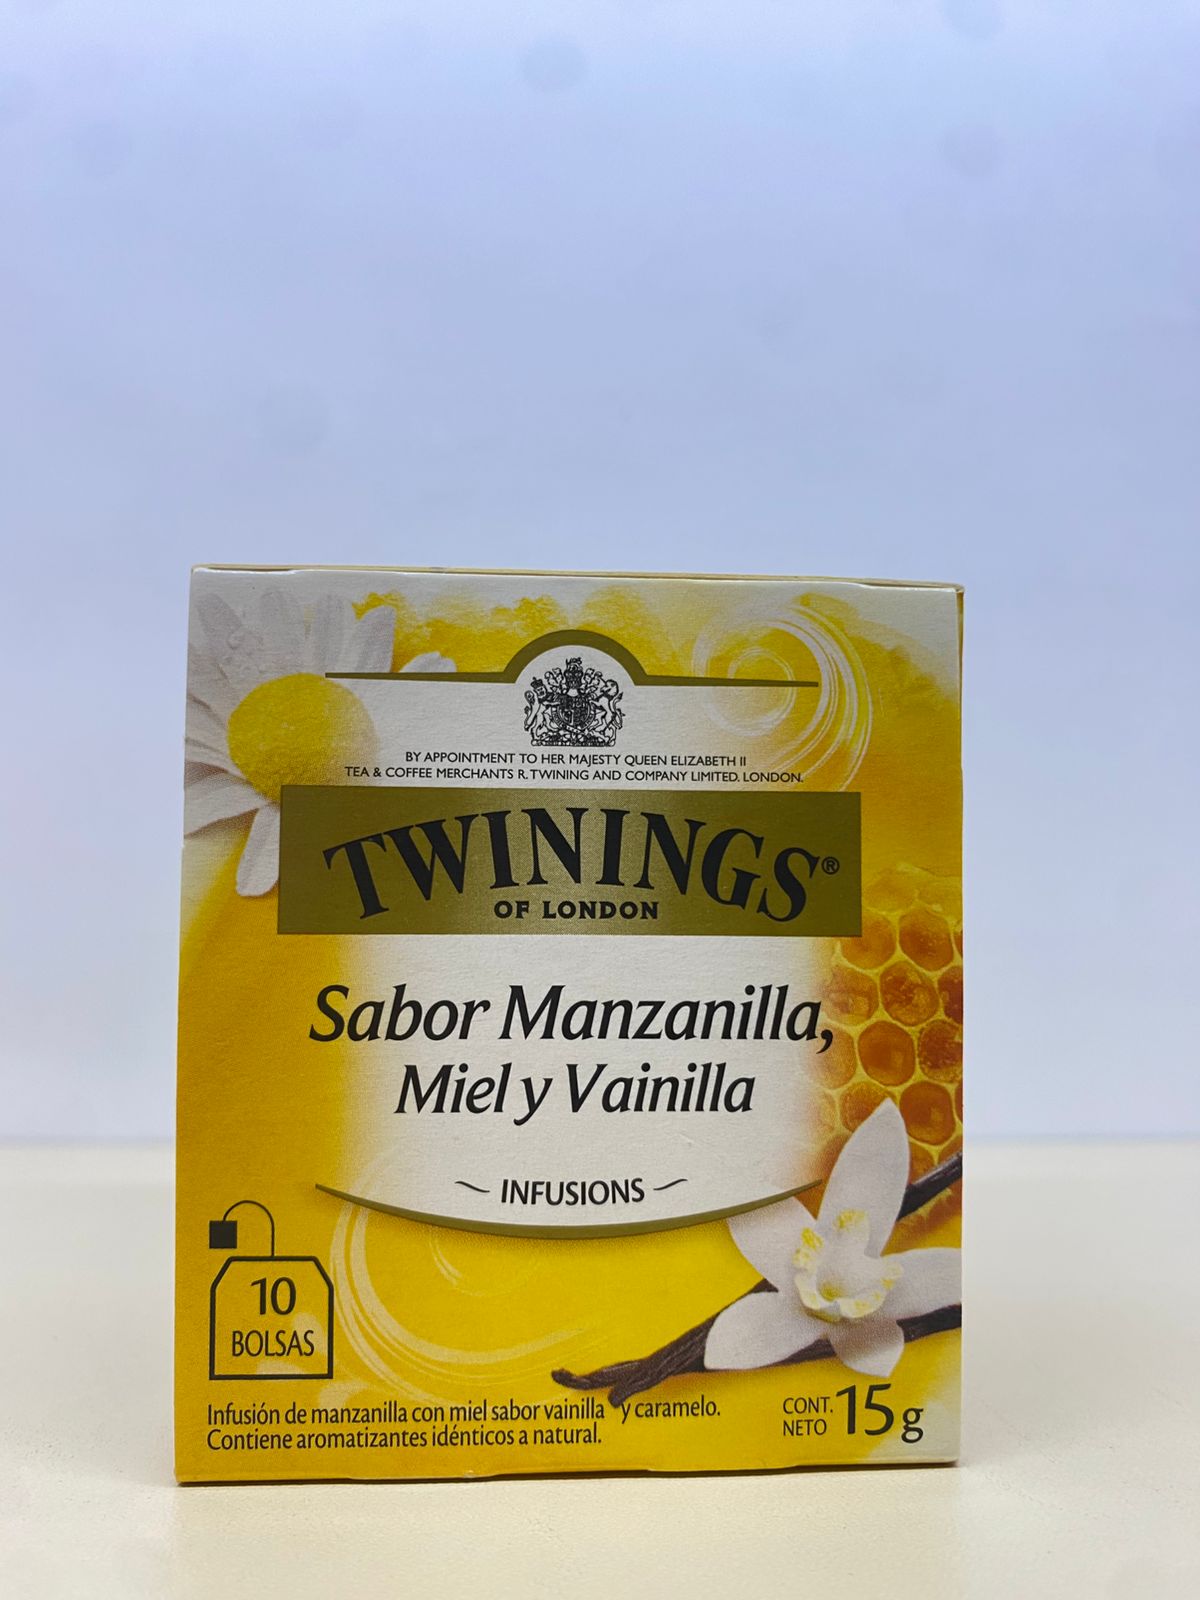 BY APPOINTMENT TO HER MAJESTY QUEEN ELIZABETH II
TEA & COFFEE MERCHANTS R. TWINING AND COMPANY LIMITED. LONDON.
TWININGS®
OF LONDON
Sabor Manzanilla,
Miel y Vainilla
INFUSIONS
10
BOLSAS
Infusión de manzanilla con miel sabor vainilla y caramelo.
Contiene aromatizantes idénticos a natural.
CONT.
NETO 15 g